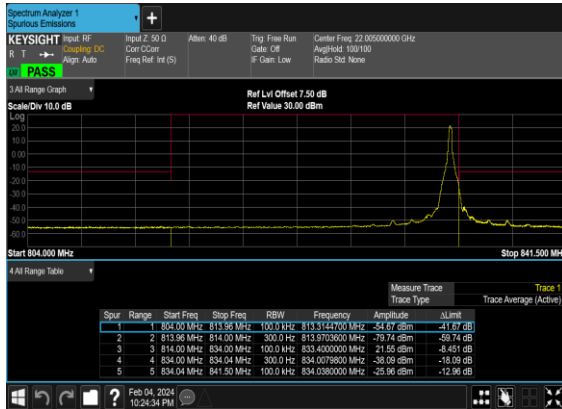 Spectrum Analyzer 1
Spurious Emissions
KEYSIGHT
R T
LV PASS
Input: RF
Coupling: DC
Align: Auto
Input Z: 50 Ω
Corr CCorr
Freq Ref: Int (S)
Atten: 40 dB
Trig: Free Run
Gate: Off
IF Gain: Low
Center Freq: 22.005000000 GHz
Avg|Hold: 100/100
Radio Std: None
3 All Range Graph
Scale/Div 10.0 dB
Ref Lvl Offset 7.50 dB
Ref Value 30.00 dBm
Log
20.0
10.0
0.00
-10.0
-20.0
-30.0
-40.0
-50.0
-60.0
Start 804.000 MHz
Stop 841.500 MHz
4 All Range Table
Measure Trace Trace 1
Trace Type Trace Average (Active)
Spur Range Start Freq Stop Freq RBW Frequency Amplitude ΔLimit
1 1 804.00 MHz 813.96 MHz 100.0 kHz 813.3144700 MHz -54.67 dBm -41.67 dB
2 2 813.96 MHz 814.00 MHz 300.0 Hz 813.9703600 MHz -79.74 dBm -59.74 dB
3 3 814.00 MHz 834.00 MHz 100.0 kHz 833.4000000 MHz 21.55 dBm -8.451 dB
4 4 834.00 MHz 834.04 MHz 300.0 Hz 834.0079800 MHz -38.09 dBm -18.09 dB
5 5 834.04 MHz 841.50 MHz 100.0 kHz 834.0380000 MHz -25.96 dBm -12.96 dB
Feb 04, 2024
10:24:34 PM